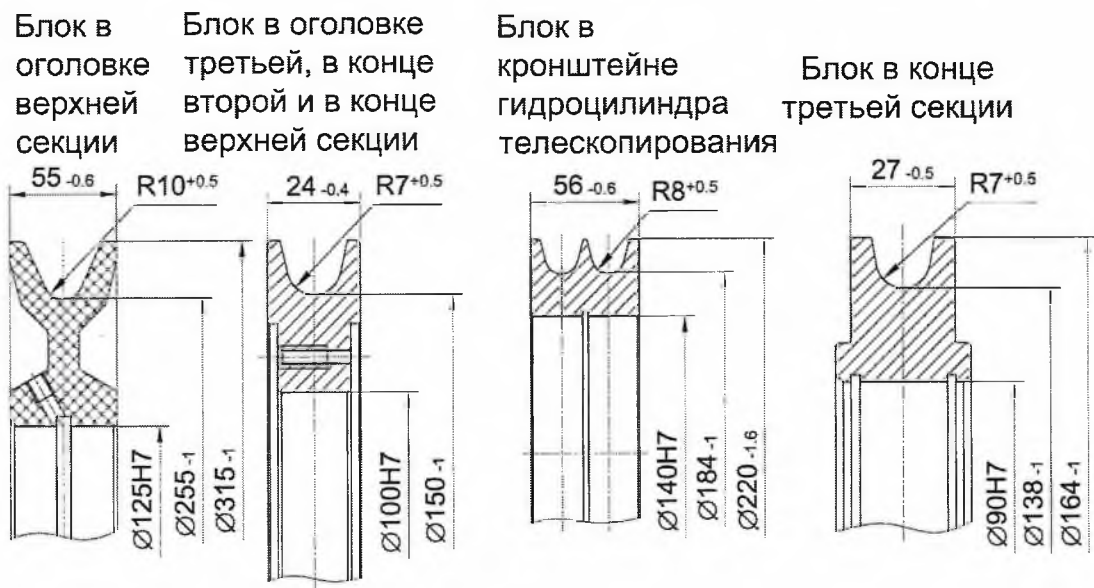 Блок в
оголовке
верхней
секции
55 -0.6
R10+0.5
Ø125H7
Ø255 -1
Ø315 -1
Блок в оголовке
третьей, в конце
второй и в конце
верхней секции
24 -0.4
R7+0.5
Ø100H7
Ø150 -1
Блок в
кронштейне
гидроцилиндра
телескопирования
56 -0.6
R8+0.5
Ø140H7
Ø184 -1
Ø220 -1.6
Блок в конце
третьей секции
27 -0.5
R7+0.5
Ø90H7
Ø138 -1
Ø164 -1